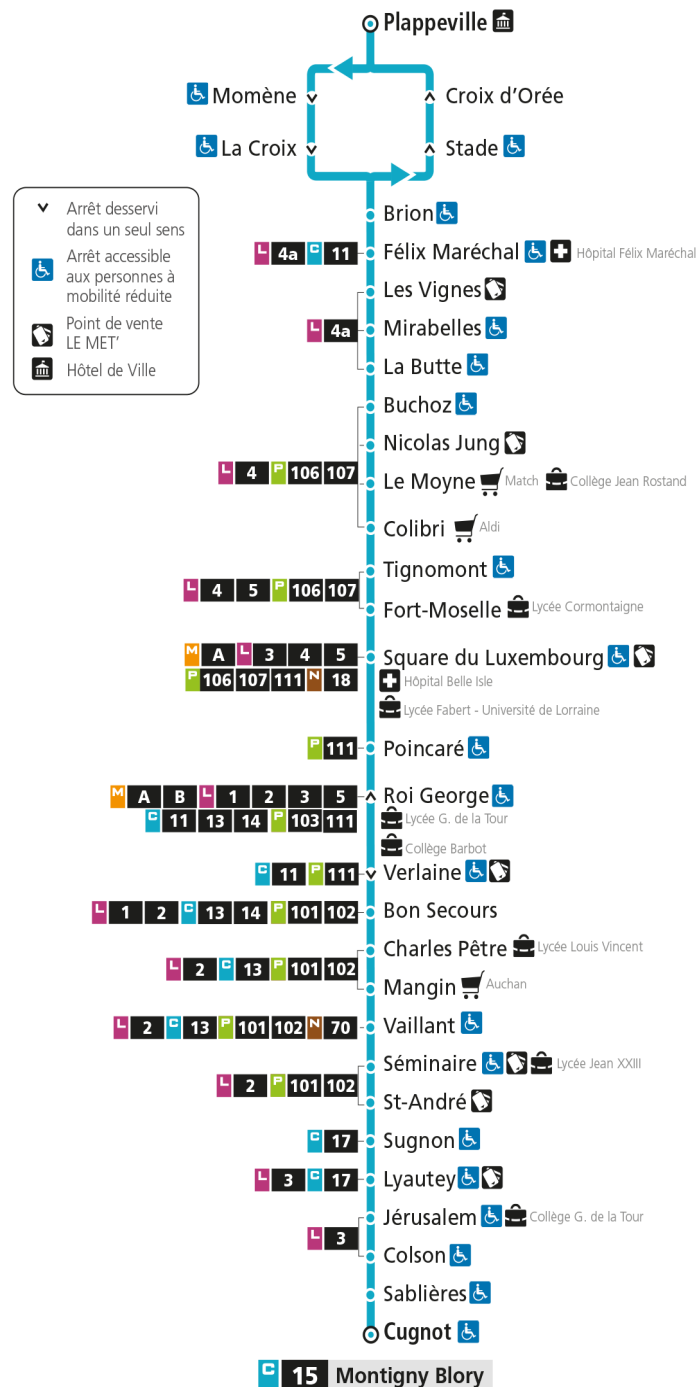 Plappeville
Momène
Croix d'Orée
La Croix
Stade
Arrêt desservi
dans un seul sens
Arrêt accessible
aux personnes à
mobilité réduite
Point de vente
LE MET'
Hôtel de Ville
Brion
L 4a C 11 Félix Maréchal Hôpital Félix Maréchal
Les Vignes
L 4a Mirabelles
La Butte
Buchoz
Nicolas Jung
L 4 P 106 107 Le Moyne Match Collège Jean Rostand
Colibri Aldi
Tignomont
L 4 5 P 106 107
Fort-Moselle Lycée Cormontaigne
M A L 3 4 5 Square du Luxembourg
P 106 107 111 N 18 Hôpital Belle Isle
Lycée Fabert - Université de Lorraine
P 111 Poincaré
M A B L 1 2 3 5 Roi George
C 11 13 14 P 103 111 Lycée G. de la Tour
Collège Barbot
C 11 P 111 Verlaine
L 1 2 C 13 14 P 101 102 Bon Secours
Charles Pêtre Lycée Louis Vincent
L 2 C 13 P 101 102
Mangin Auchan
L 2 C 13 P 101 102 N 70 Vaillant
Séminaire Lycée Jean XXIII
L 2 P 101 102
St-André
C 17 Sugnon
L 3 C 17 Lyautey
Jérusalem Collège G. de la Tour
L 3
Colson
Sablières
Cugnot
C 15 Montigny Blory